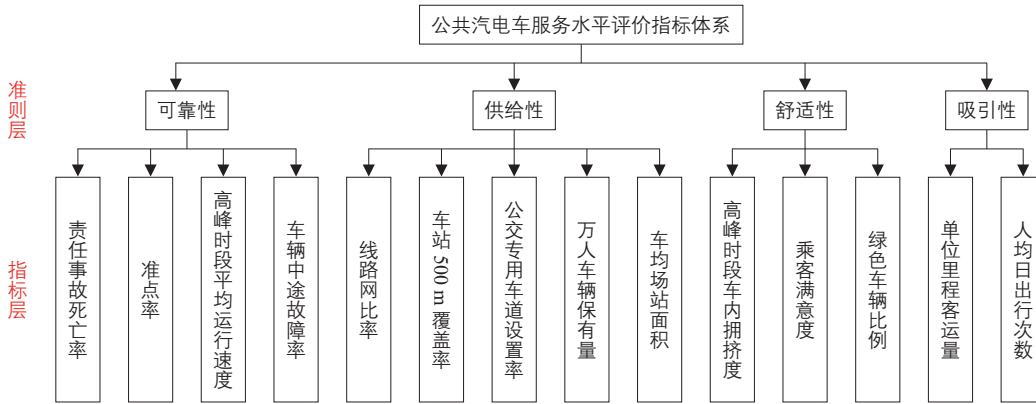 公共汽电车服务水平评价指标体系
准则层
可靠性
供给性
舒适性
吸引性
指标层
责任事故死亡率
准点率
高峰时段平均运行速度
车辆中途故障率
线路网比率
车站 500 m 覆盖率
公交专用车道设置率
万人车辆保有量
车均场站面积
高峰时段车内拥挤度
乘客满意度
绿色车辆比例
单位里程客运量
人均日出行次数